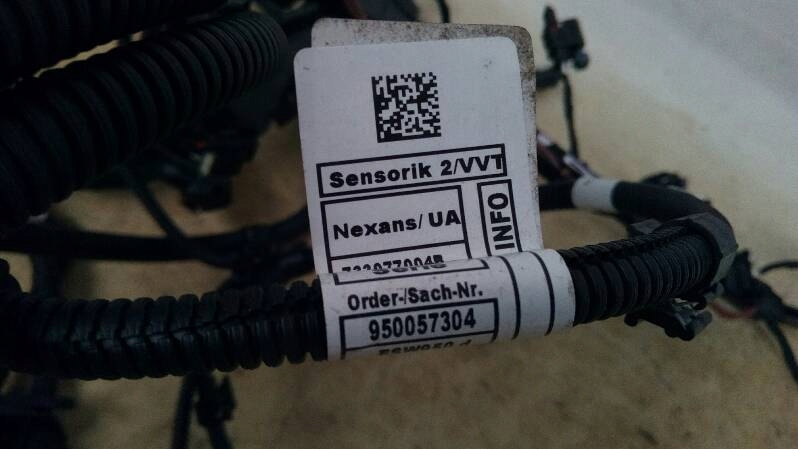 Sensorik 2/VVT
Nexans/ UA
INFO
Order-/Sach-Nr.
950057304